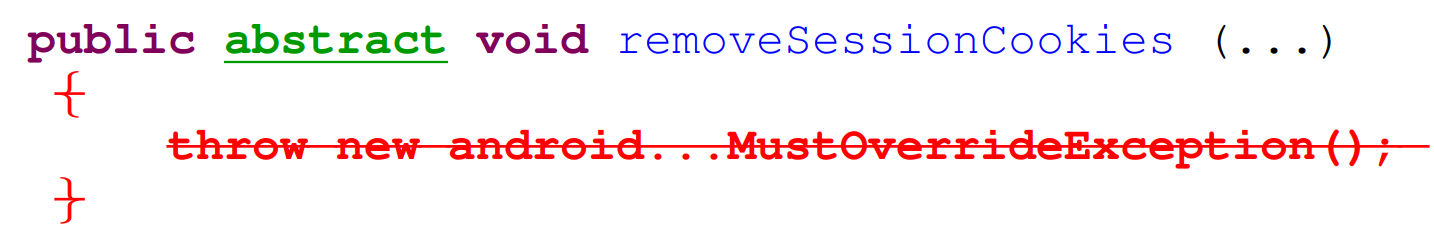 public abstract void removeSessionCookies (...)
{
throw new android...MustOverrideException();
}